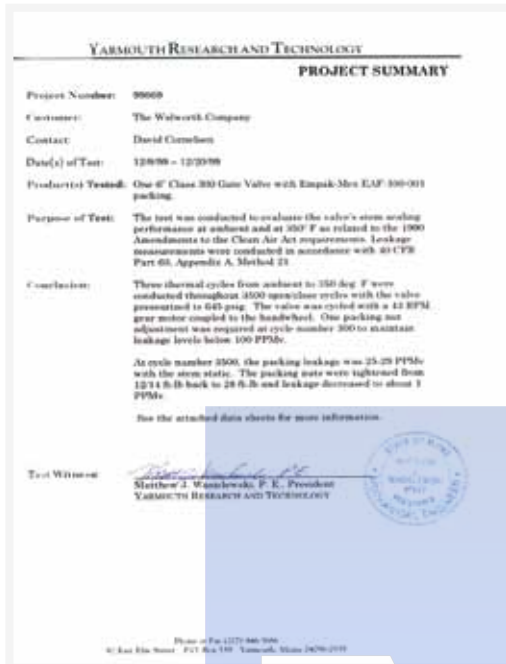 YARMOUTH RESEARCH AND TECHNOLOGY
PROJECT SUMMARY
Project Number:
Customer: The Walworth Company
Contact: David Cornelsen
Date(s) of Test:
Product(s) Tested: One 6" Class 300 Gate Valve with Empak-Mex EAF-
packing.
Purpose of Test: The test was conducted to evaluate the valve's stem sealing
performance at ambient and at 350° F as related to the 1990
Amendments to the Clean Air Act requirements. Leakage
measurements were conducted in accordance with 40 CFR
Part 60, Appendix A, Method 21
Conclusion: Three thermal cycles from ambient to 350 deg F were
conducted throughout 3500 open/close cycles with the valve
pressurized to 645 psig. The valve was cycled with a 43 RPM
gear motor coupled to the handwheel. One packing nut
adjustment was required at cycle number 300 to maintain
leakage levels below 100 PPMv.
At cycle number 3500, the packing leakage was 25-29 PPMv
with the stem static. The packing nuts were tightened from
12/14 ft-lb back to 28 ft-lb and leakage decreased to about 1
PPMv.
See the attached data sheets for more information.
Test Witness:
Matthew J. Wasielewski, P. E., President
YARMOUTH RESEARCH AND TECHNOLOGY
STATE OF MAINE